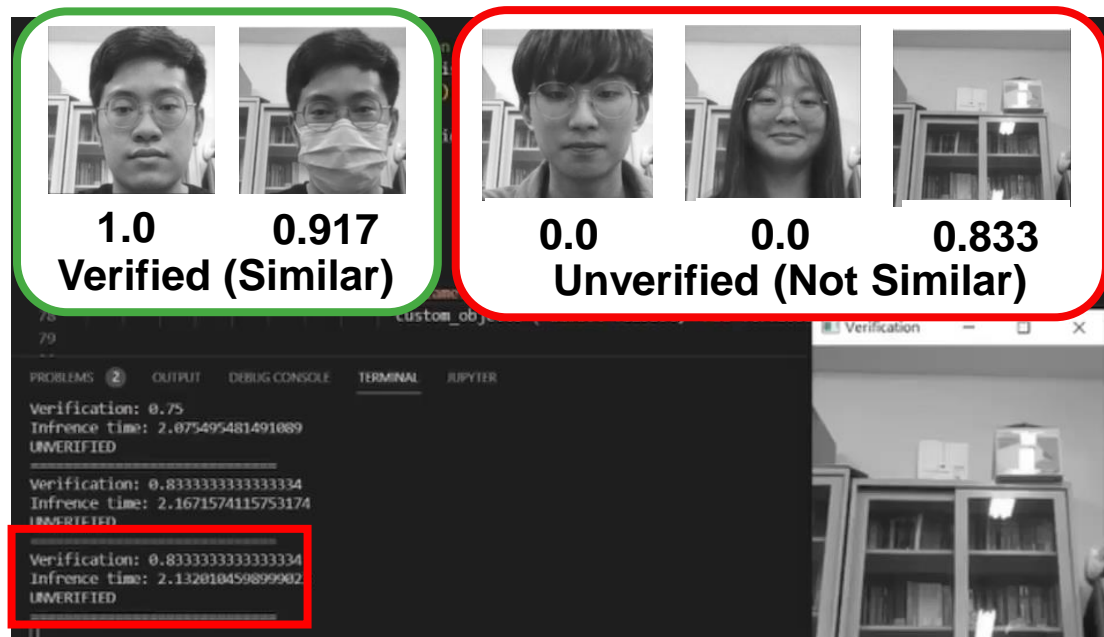 1.0
0.917
Verified (Similar)
0.0
0.0
0.833
Unverified (Not Similar)
78
79
Verification
PROBLEMS 2 OUTPUT DEBUG CONSOLE TERMINAL JUPYTER
Verification: 0.75
Infrence time: 2.075495481491089
UNVERIFIED
==============================
Verification: 0.8333333333333334
Infrence time: 2.1671574115753174
UNVERIFIED
==============================
Verification: 0.8333333333333334
Infrence time: 2.132010459899902
UNVERIFIED
==============================